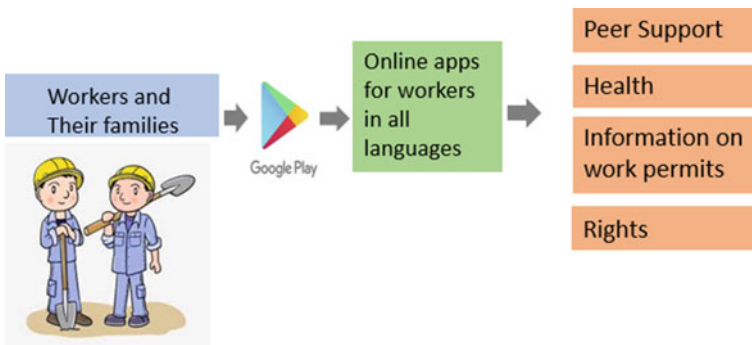 Workers and
Their families
Google Play
Online apps
for workers
in all
languages
Peer Support
Health
Information on
work permits
Rights